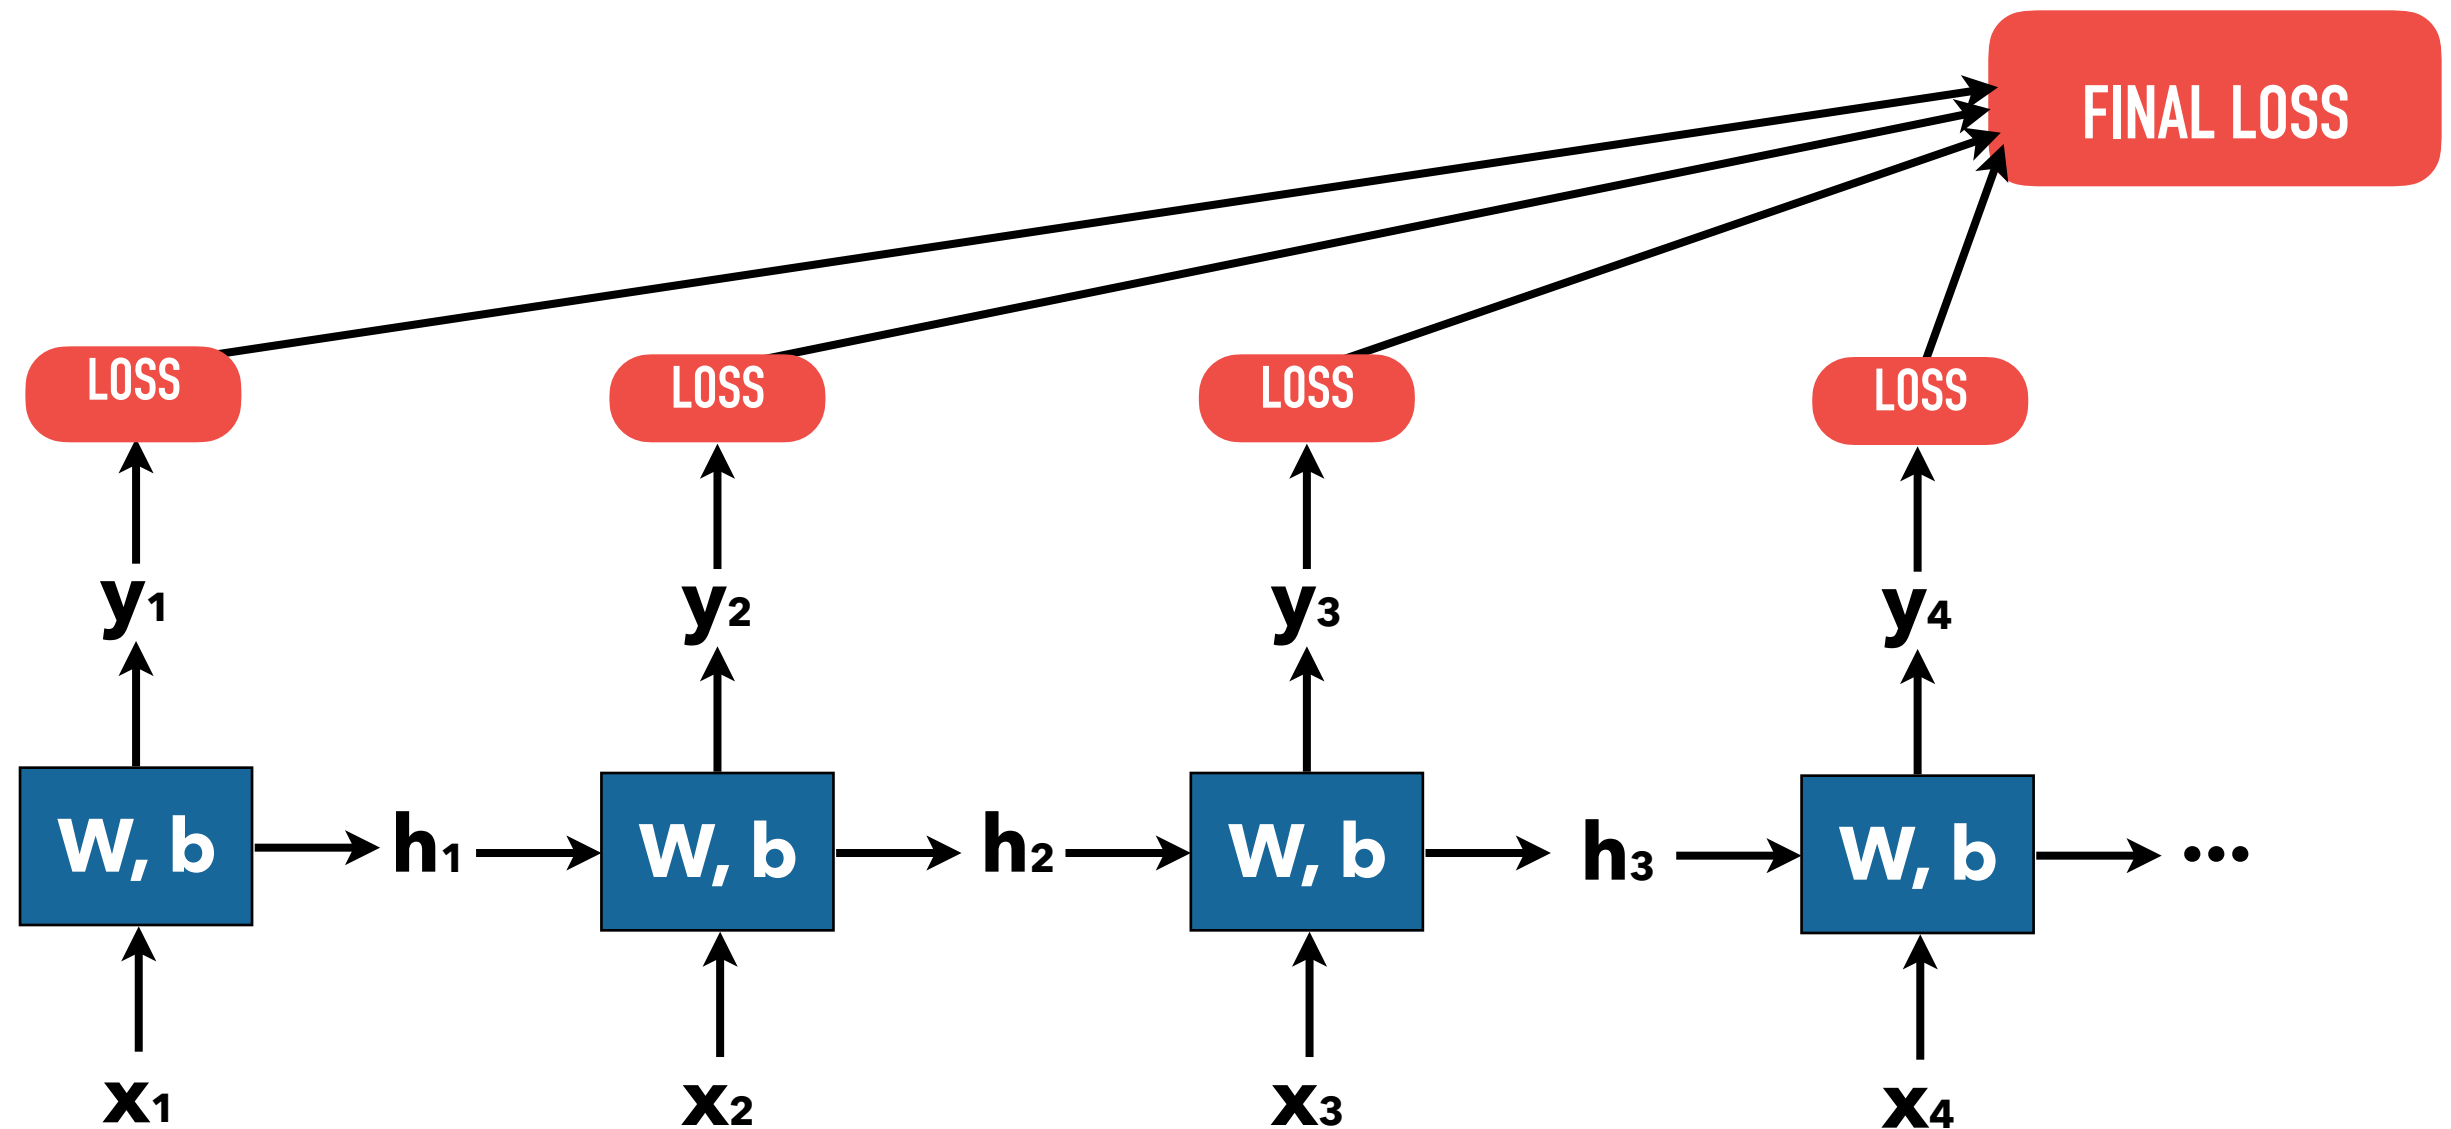 FINAL LOSS
LOSS LOSS LOSS LOSS
y1 y2 y3 y4
W, b h1 W, b h2 W, b h3 W, b ...
x1 x2 x3 x4